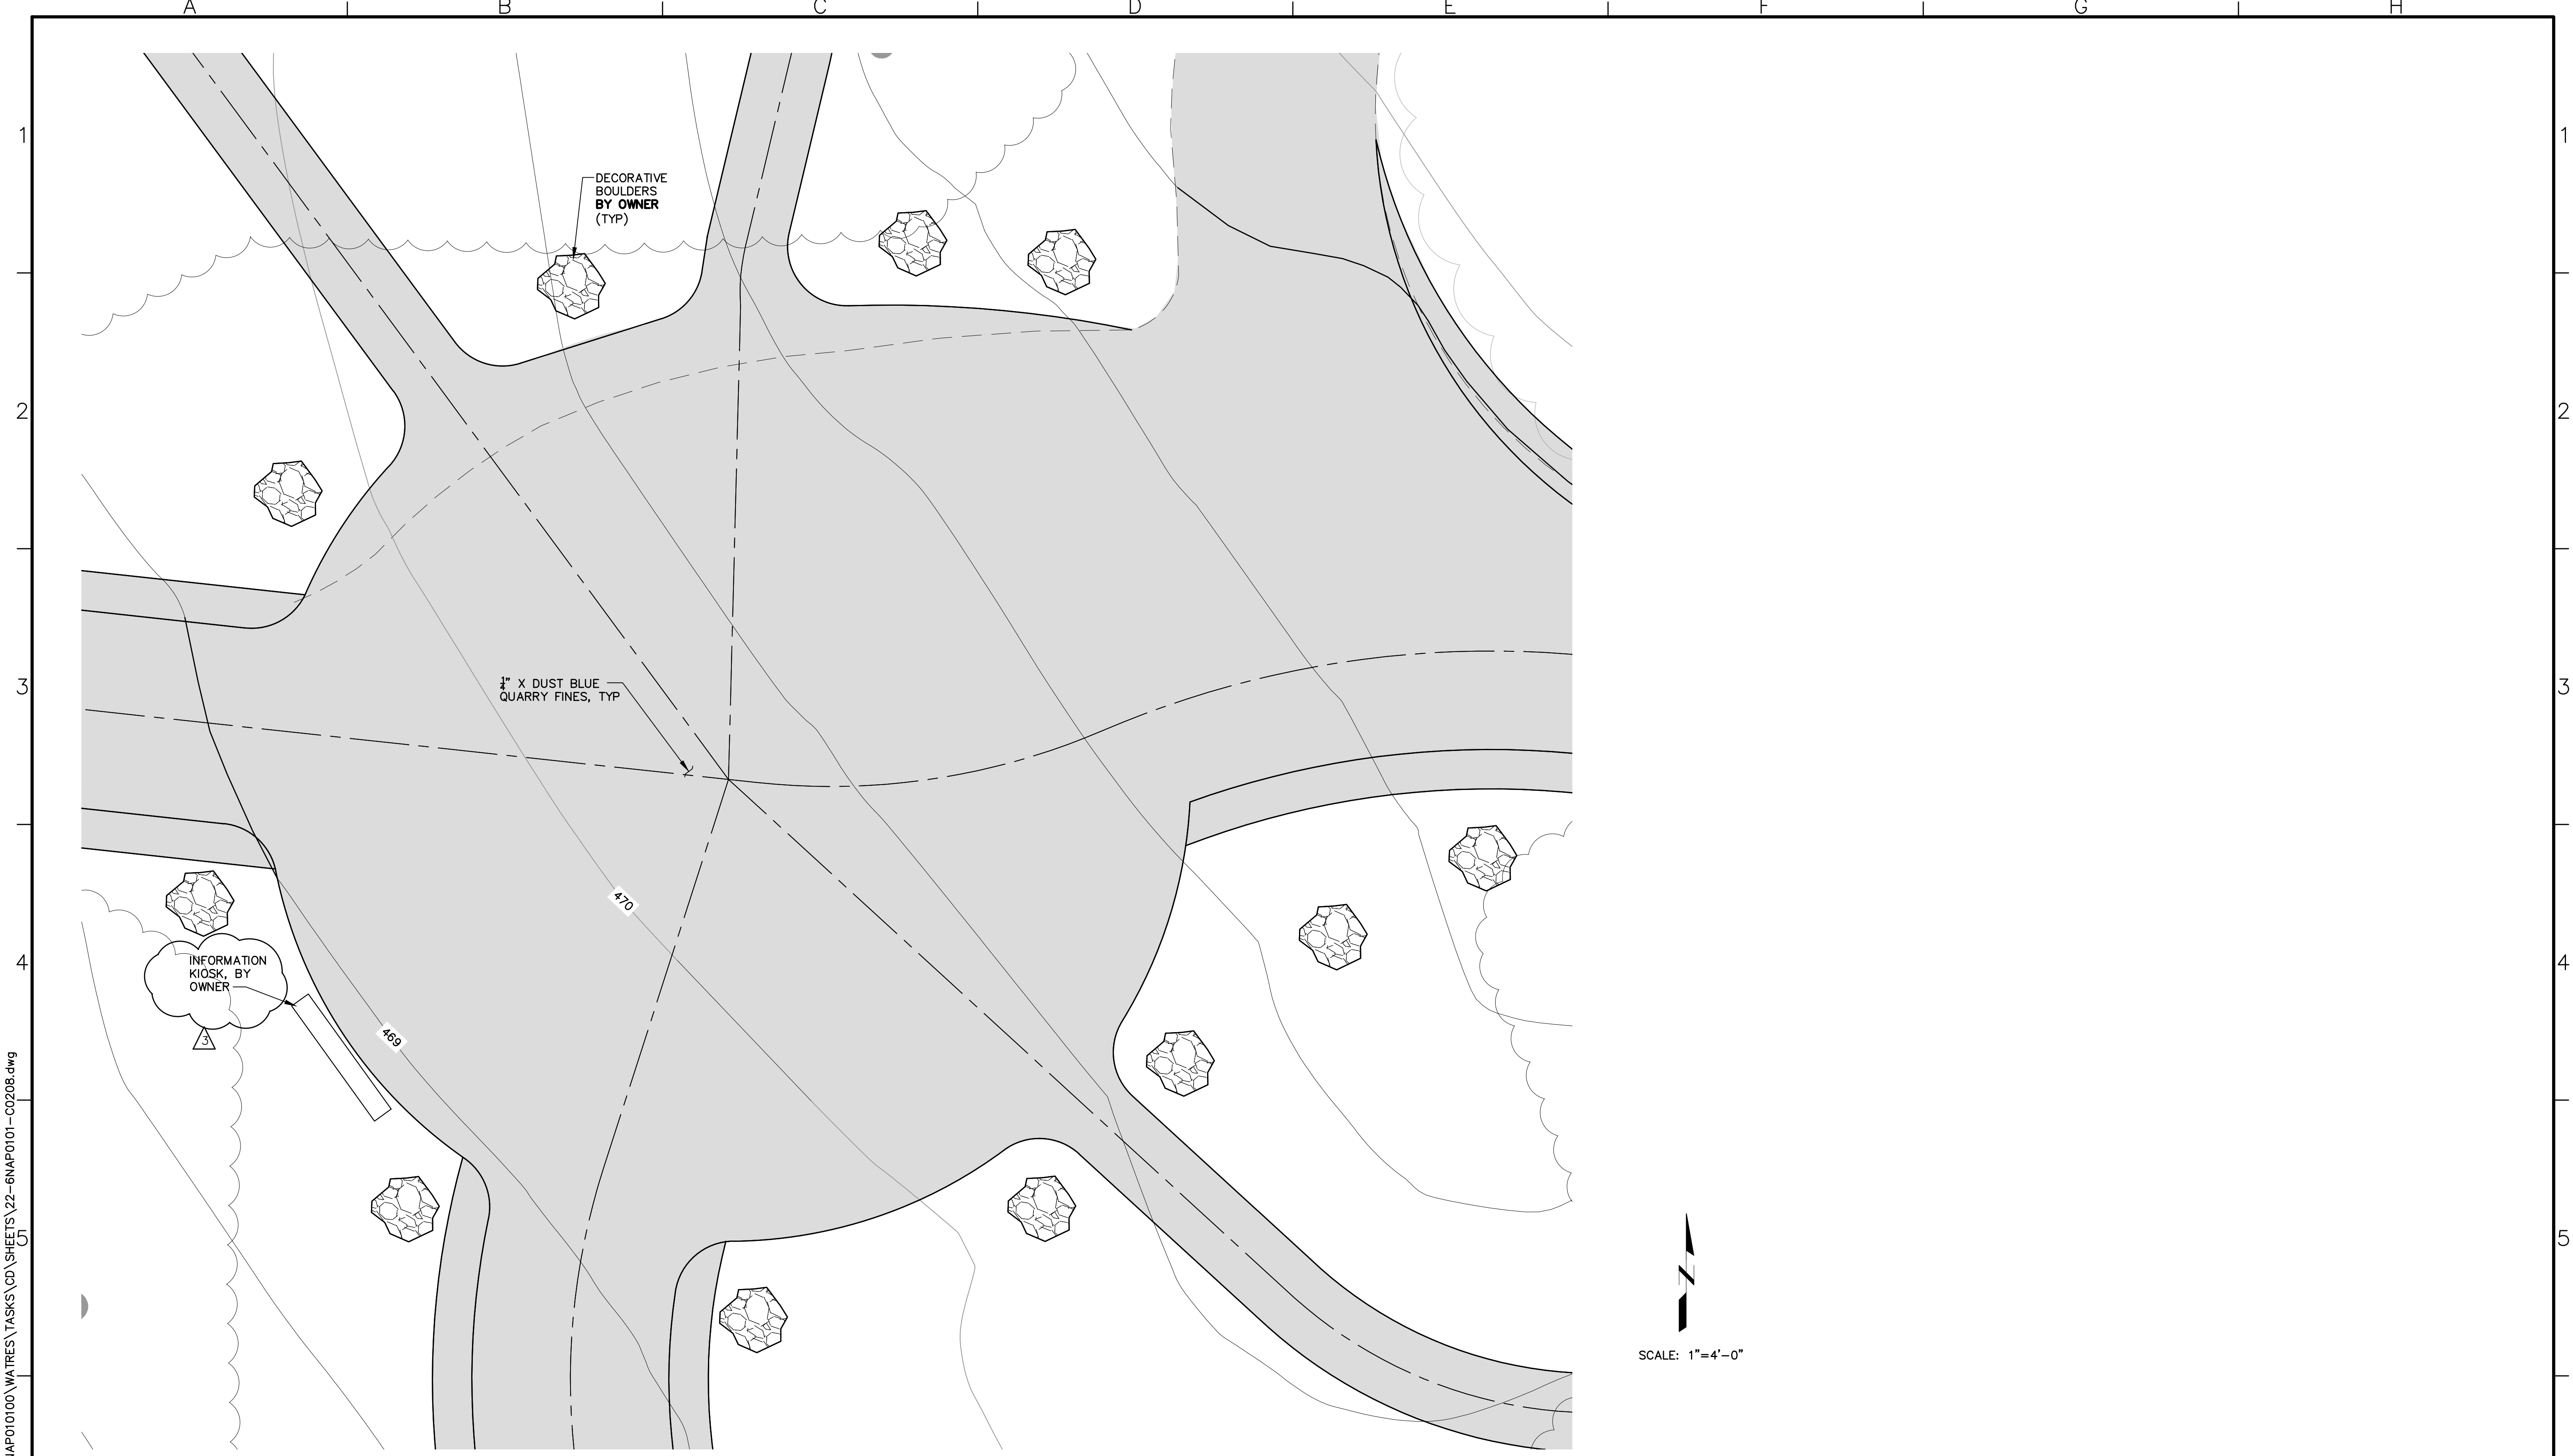 A B C D E F G H
1 1
DECORATIVE
BOULDERS
BY OWNER
(TYP)
2 2
3 3
¼" X DUST BLUE
QUARRY FINES, TYP
470
4 4
INFORMATION
KIOSK, BY
OWNER
3
469
5 5
N
SCALE: 1"=4'-0"
NAP010100\WATRES\TASKS\CD\SHEETS\22-6NAP0101-C0208.dwg